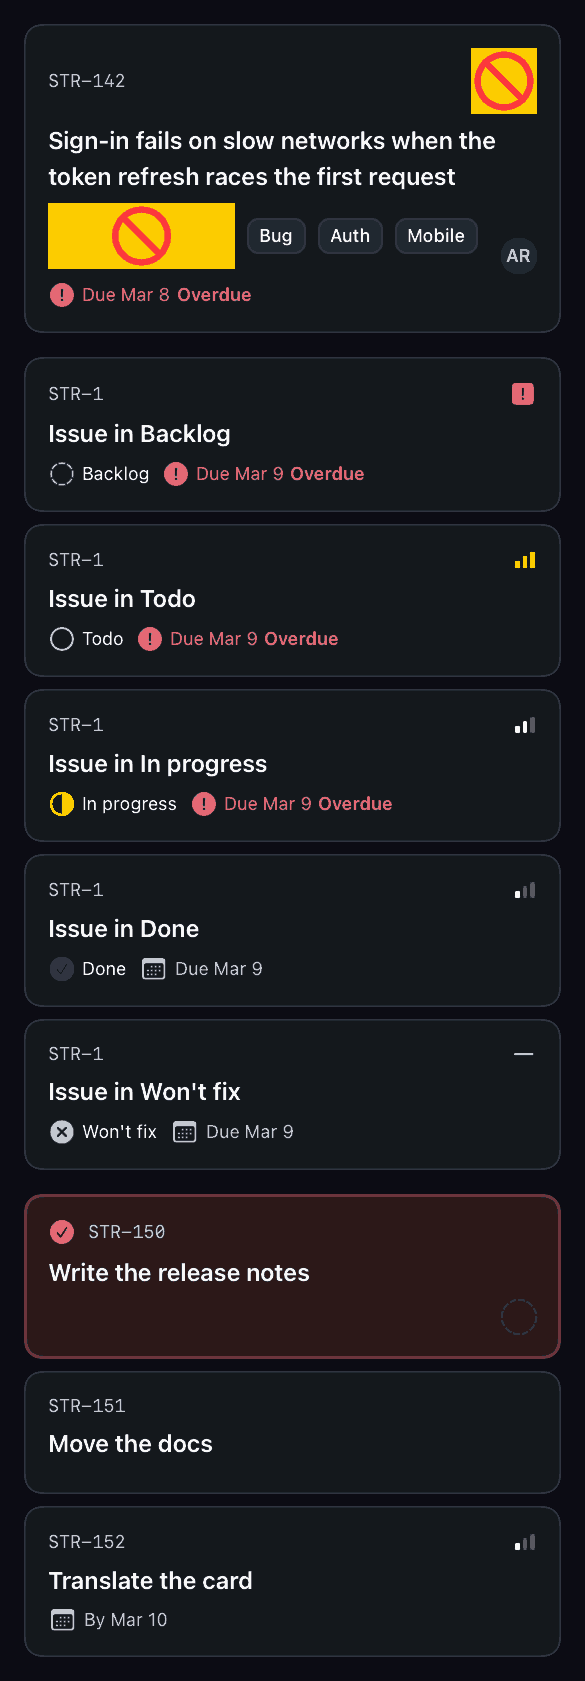 STR-142
Sign-in fails on slow networks when the
token refresh races the first request
Bug Auth Mobile
AR
Due Mar 8 Overdue
STR-1
Issue in Backlog
Backlog Due Mar 9 Overdue
STR-1
Issue in Todo
Todo Due Mar 9 Overdue
STR-1
Issue in In progress
In progress Due Mar 9 Overdue
STR-1
Issue in Done
Done Due Mar 9
STR-1
Issue in Won't fix
Won't fix Due Mar 9
STR-150
Write the release notes
STR-151
Move the docs
STR-152
Translate the card
By Mar 10